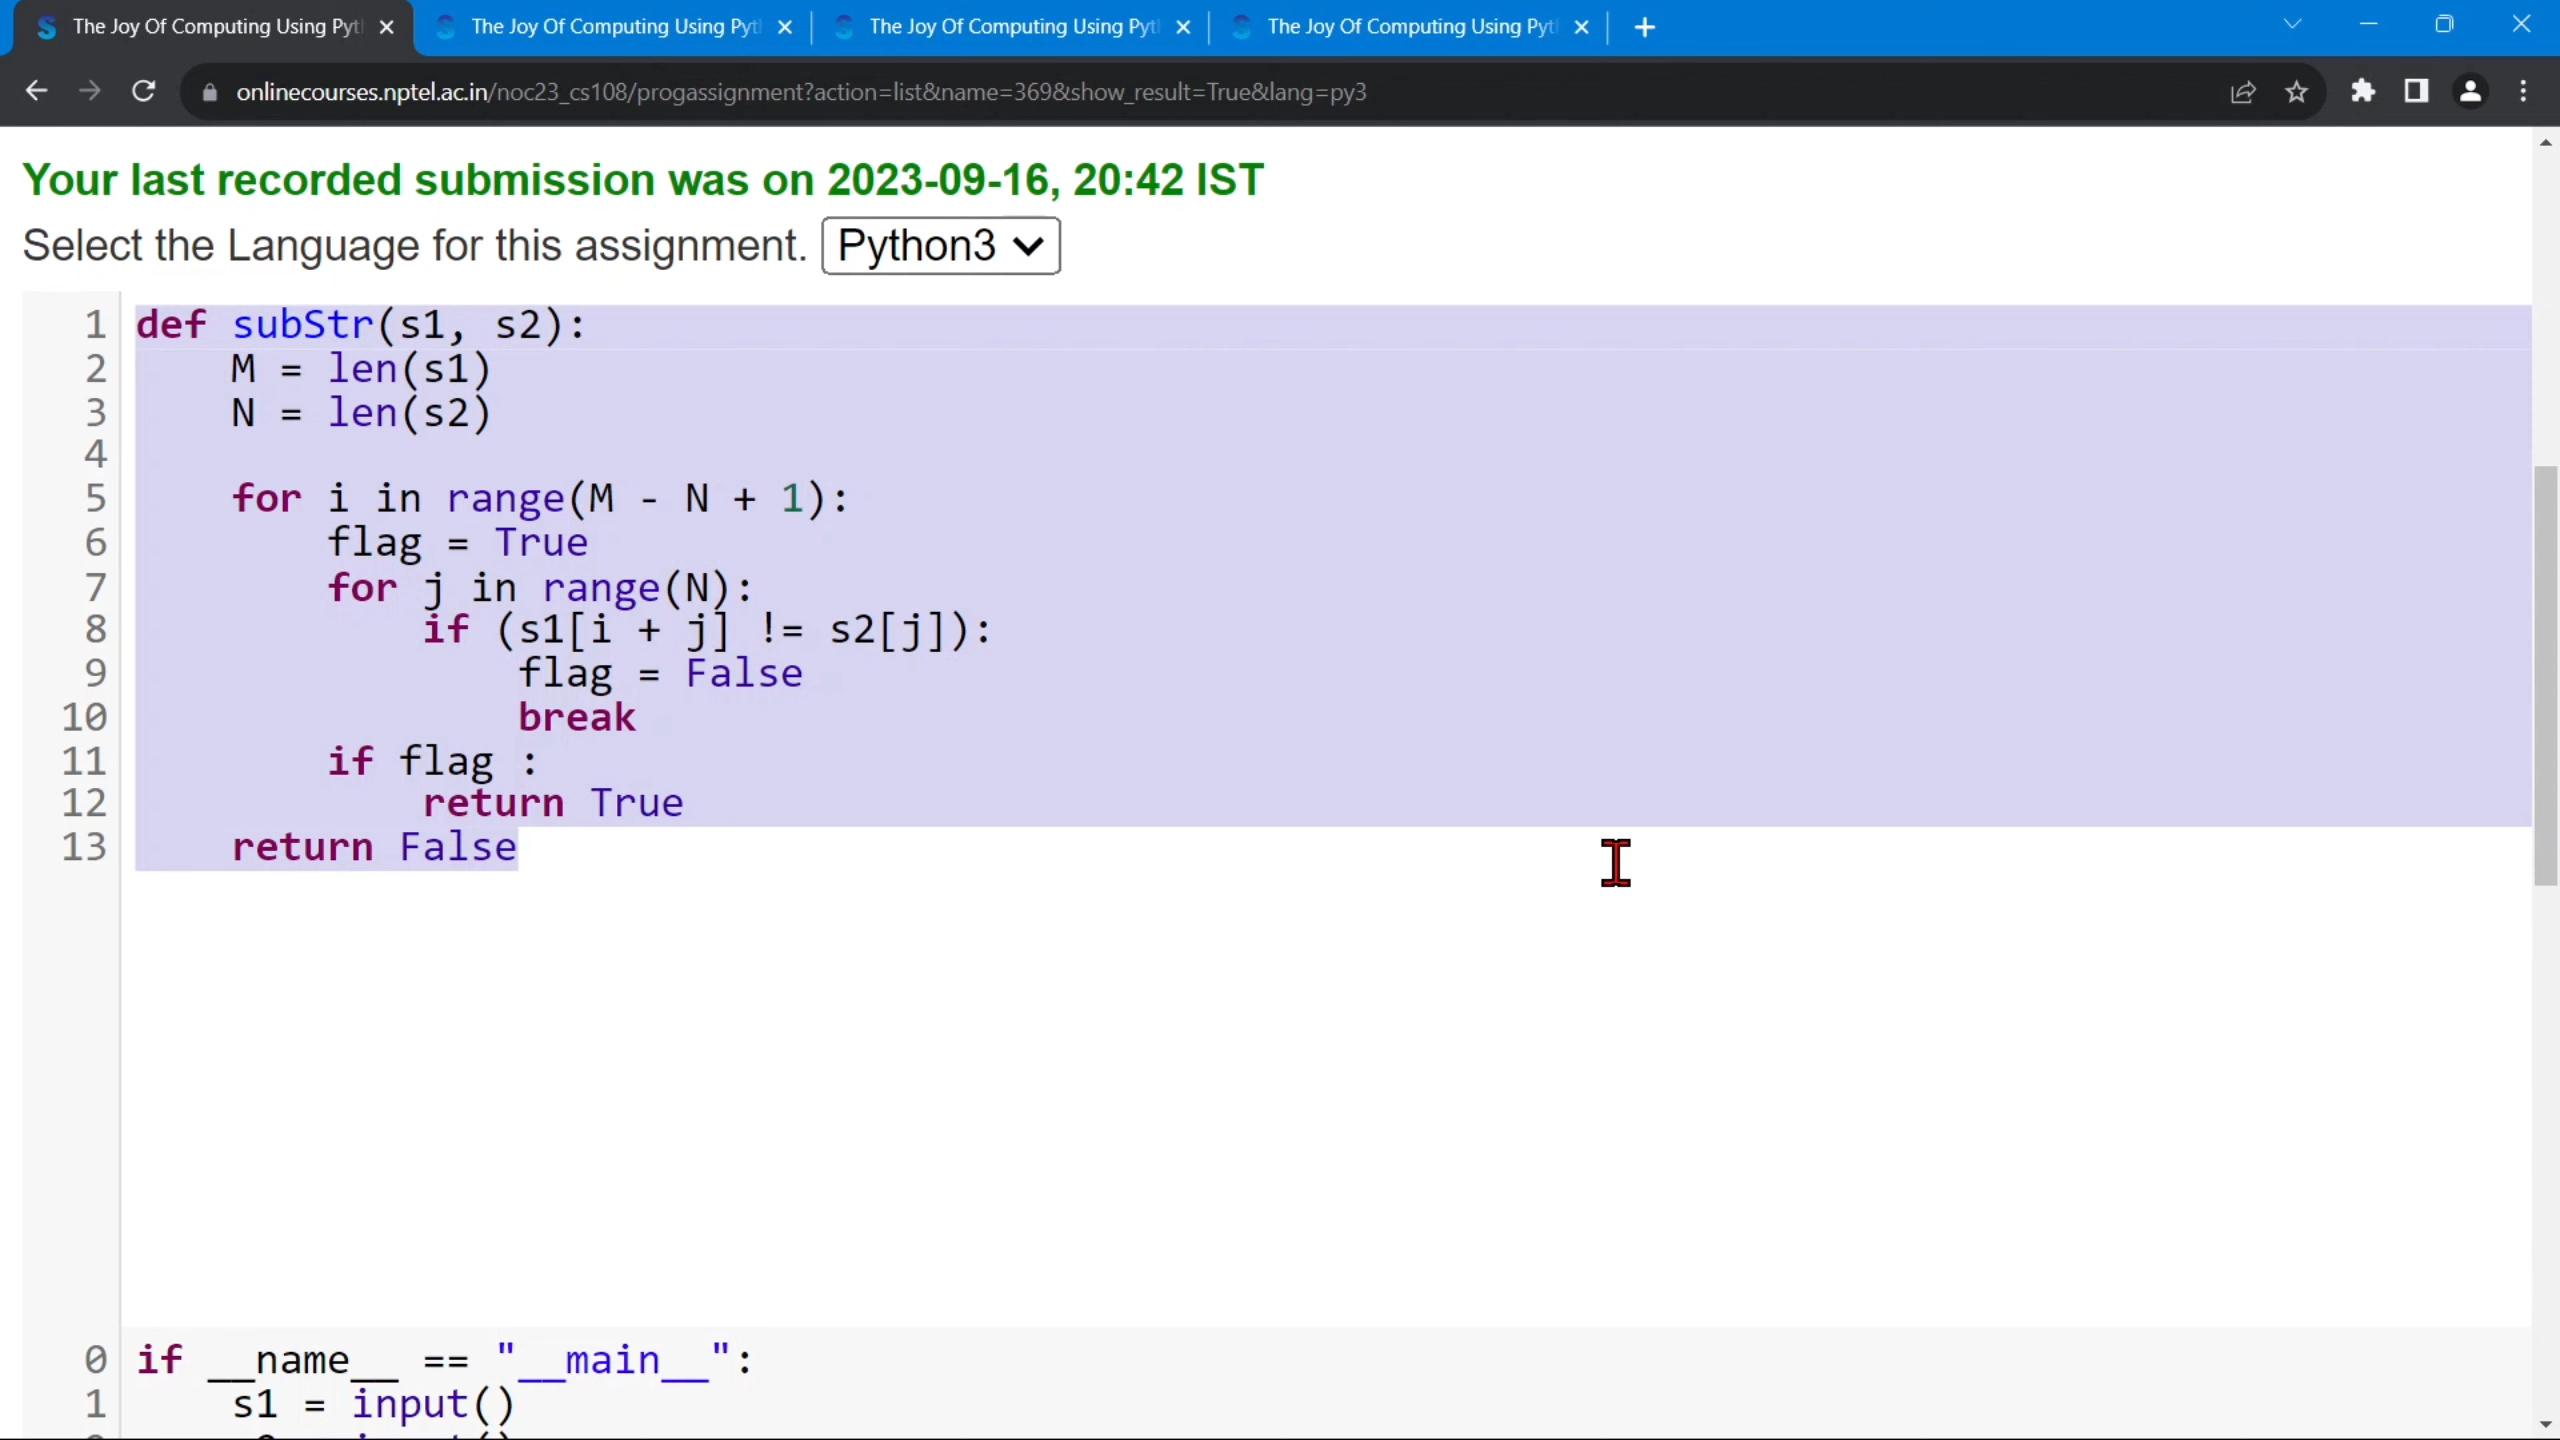 The Joy Of Computing Using Pyt
The Joy Of Computing Using Pyt
The Joy Of Computing Using Pyt
The Joy Of Computing Using Pyt
onlinecourses.nptel.ac.in/noc23_cs108/progassignment?action=list&name=369&show_result=True&lang=py3
Your last recorded submission was on 2023-09-16, 20:42 IST
Select the Language for this assignment. Python3
1 def subStr(s1, s2):
2     M = len(s1)
3     N = len(s2)
4
5     for i in range(M - N + 1):
6         flag = True
7         for j in range(N):
8             if (s1[i + j] != s2[j]):
9                 flag = False
10                 break
11         if flag :
12             return True
13     return False
0 if __name__ == "__main__":
1     s1 = input()